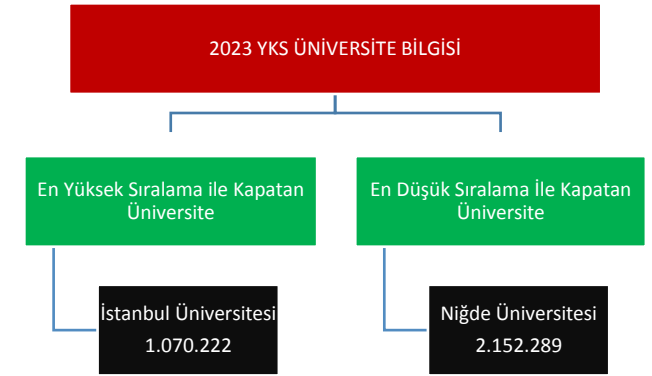 2023 YKS ÜNİVERSİTE BİLGİSİ
En Yüksek Sıralama ile Kapatan
Üniversite
İstanbul Üniversitesi
1.070.222
En Düşük Sıralama İle Kapatan
Üniversite
Niğde Üniversitesi
2.152.289